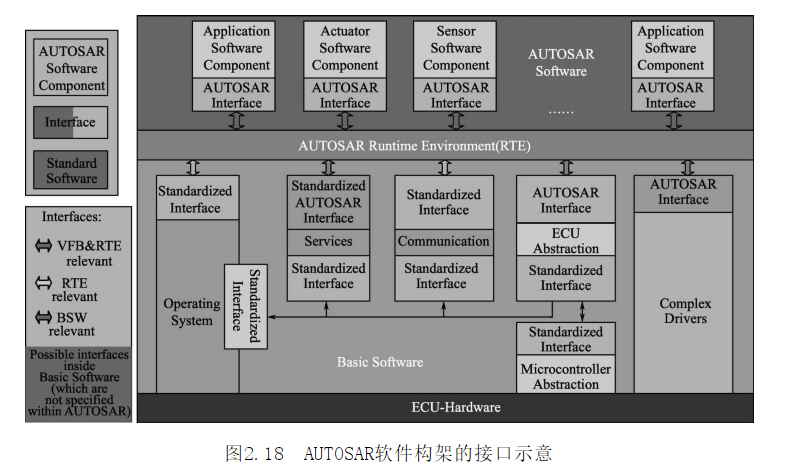 AUTOSAR
Software
Component
Interface
Standard
Software
Interfaces:
VFB&RTE
relevant
RTE
relevant
BSW
relevant
Possible interfaces
inside
Basic Software
(which are
not specified
within AUTOSAR)
Application
Software
Component
AUTOSAR
Interface
Actuator
Software
Component
AUTOSAR
Interface
Sensor
Software
Component
AUTOSAR
Interface
AUTOSAR
Software
……
Application
Software
Component
AUTOSAR
Interface
AUTOSAR Runtime Environment(RTE)
Standardized
Interface
Operating
System
Standardized
Interface
Standardized
AUTOSAR
Interface
Services
Standardized
Interface
Standardized
Interface
Communication
Standardized
Interface
AUTOSAR
Interface
ECU
Abstraction
Standardized
Interface
Standardized
Interface
Microcontroller
Abstraction
AUTOSAR
Interface
Complex
Drivers
Basic Software
ECU-Hardware
图2.18 AUTOSAR软件构架的接口示意